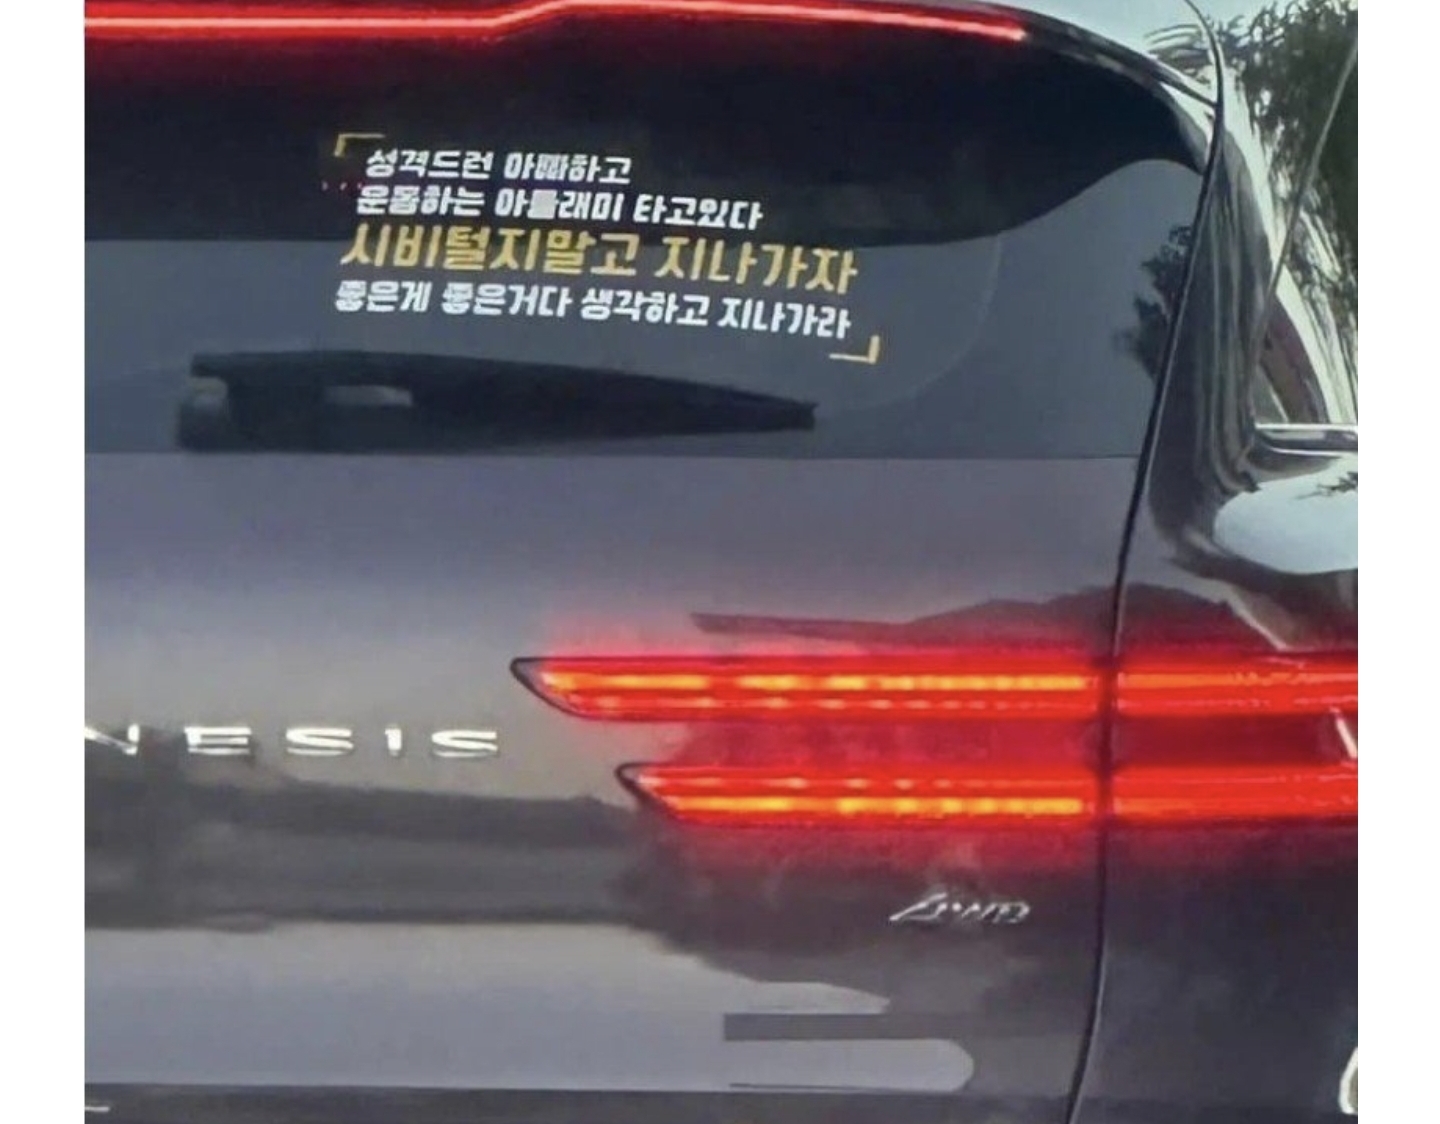 성격드런 아빠하고
운동하는 아들래미 타고있다
시비털지말고 지나가자
좋은게 좋은거다 생각하고 지나가라
NESIS
AWD